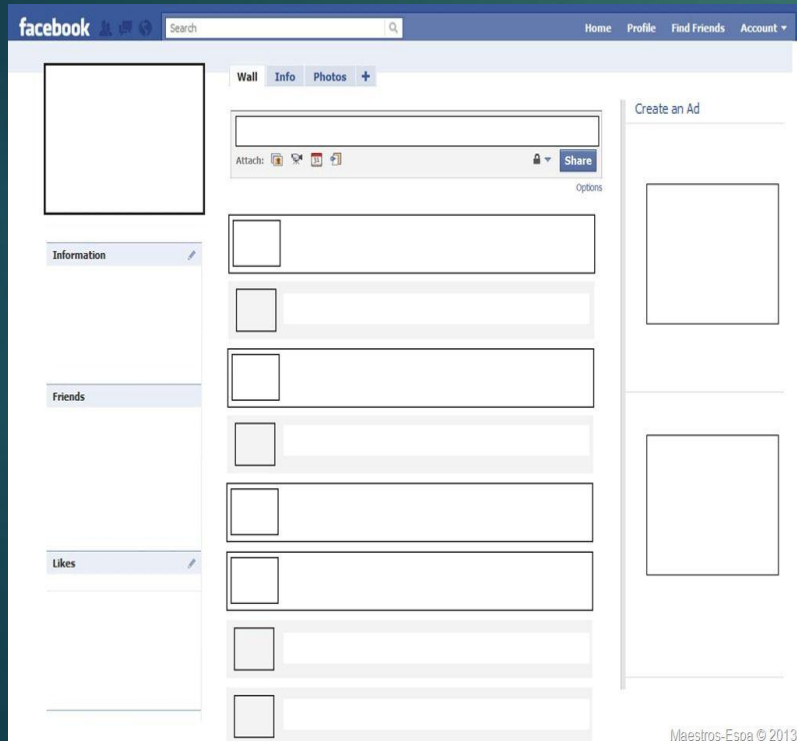 facebook
Search
Home Profile Find Friends Account
Wall Info Photos +
Create an Ad
Attach: 31
Share
Options
Information
Friends
Likes
Maestros-Espa © 2013